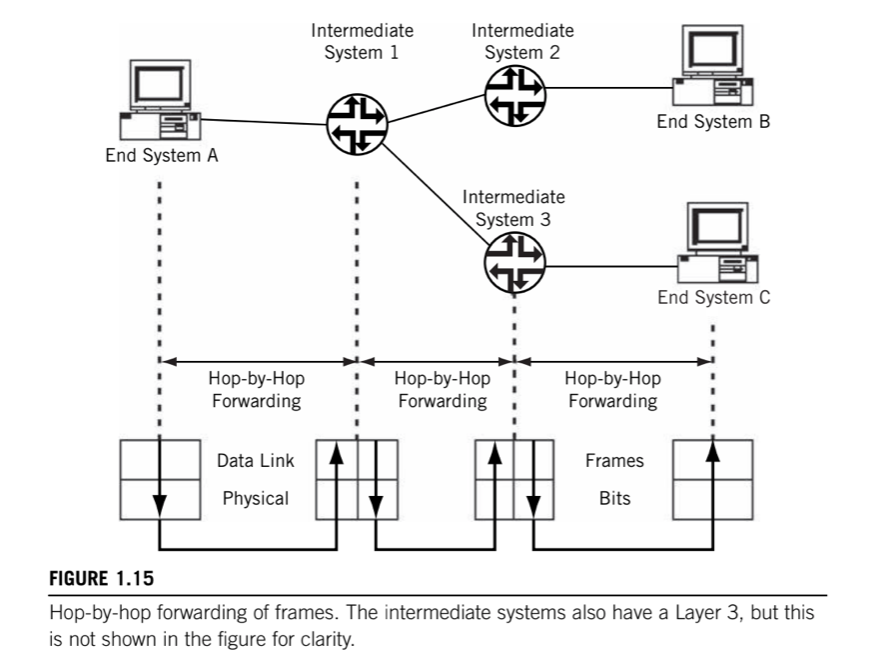 Intermediate
System 1
Intermediate
System 2
End System A
End System B
Intermediate
System 3
End System C
Hop-by-Hop
Forwarding
Hop-by-Hop
Forwarding
Hop-by-Hop
Forwarding
Data Link
Frames
Physical
Bits
FIGURE 1.15
Hop-by-hop forwarding of frames. The intermediate systems also have a Layer 3, but this
is not shown in the figure for clarity.